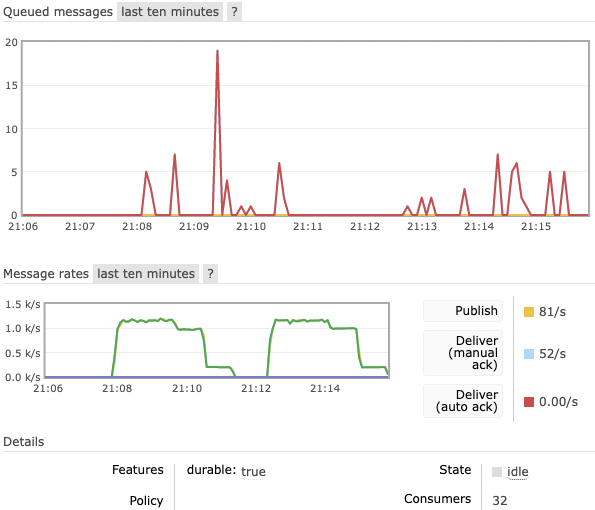 Queued messages last ten minutes ?
20
15
10
5
0
21:06 21:07 21:08 21:09 21:10 21:11 21:12 21:13 21:14 21:15
Message rates last ten minutes ?
1.5 k/s
1.0 k/s
0.5 k/s
0.0 k/s
21:06 21:08 21:10 21:12 21:14
Publish 81/s
Deliver
(manual 52/s
ack)
Deliver
(auto ack) 0.00/s
Details
Features durable: true
Policy
State idle
Consumers 32